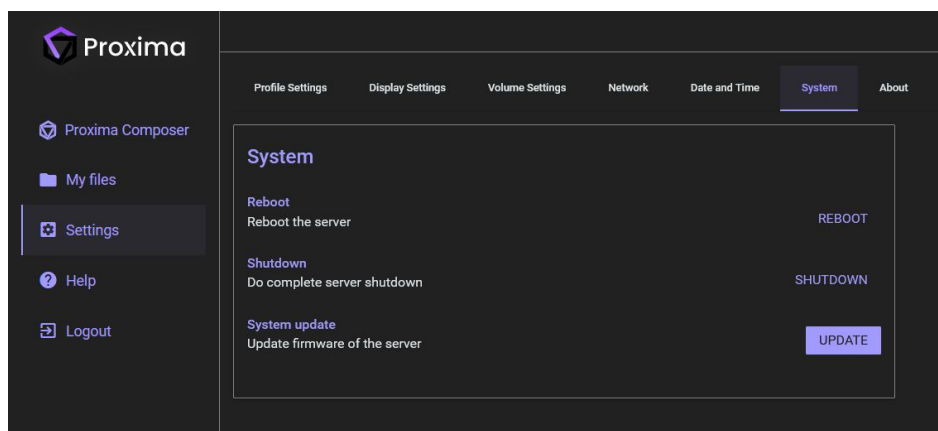 Proxima
Profile Settings Display Settings Volume Settings Network Date and Time System About
Proxima Composer
My files
Settings
Help
Logout
System
Reboot
Reboot the server
REBOOT
Shutdown
Do complete server shutdown
SHUTDOWN
System update
Update firmware of the server
UPDATE